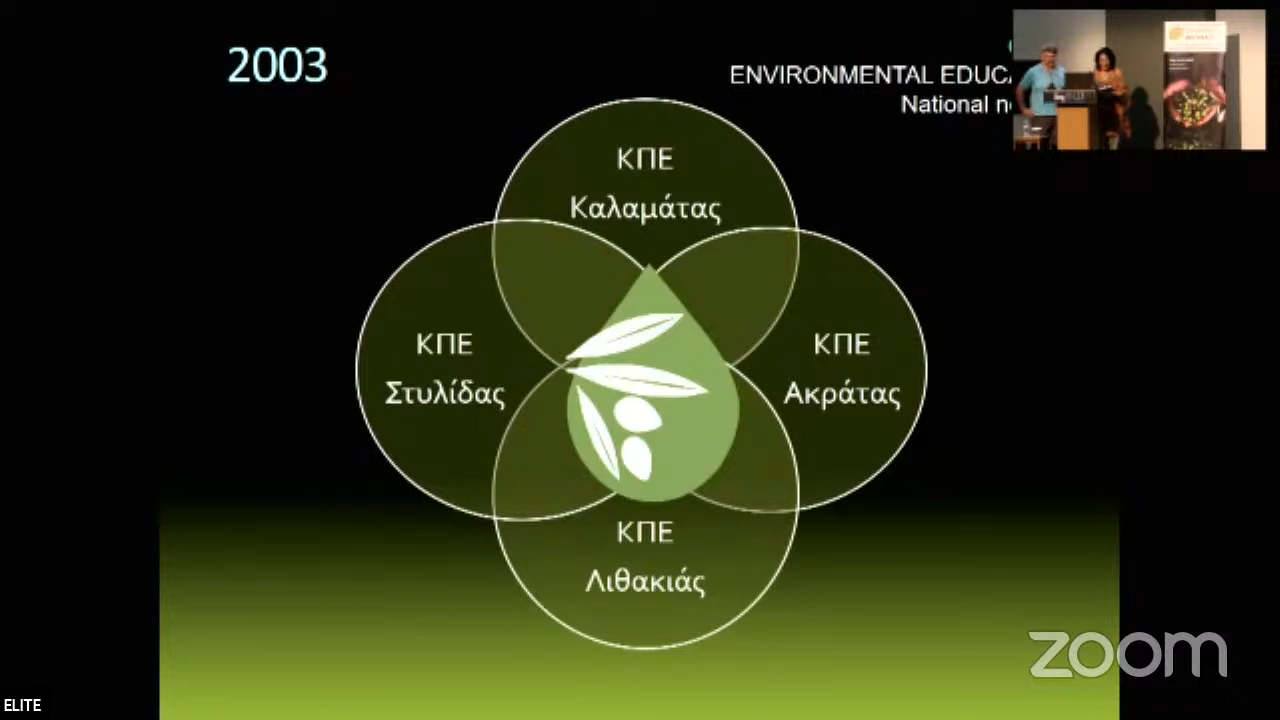 2003
ENVIRONMENTAL EDUC
National n
ΚΠΕ
Καλαμάτας
ΚΠΕ
Στυλίδας
ΚΠΕ
Ακράτας
ΚΠΕ
Λιθακιάς
zoom
ELITE